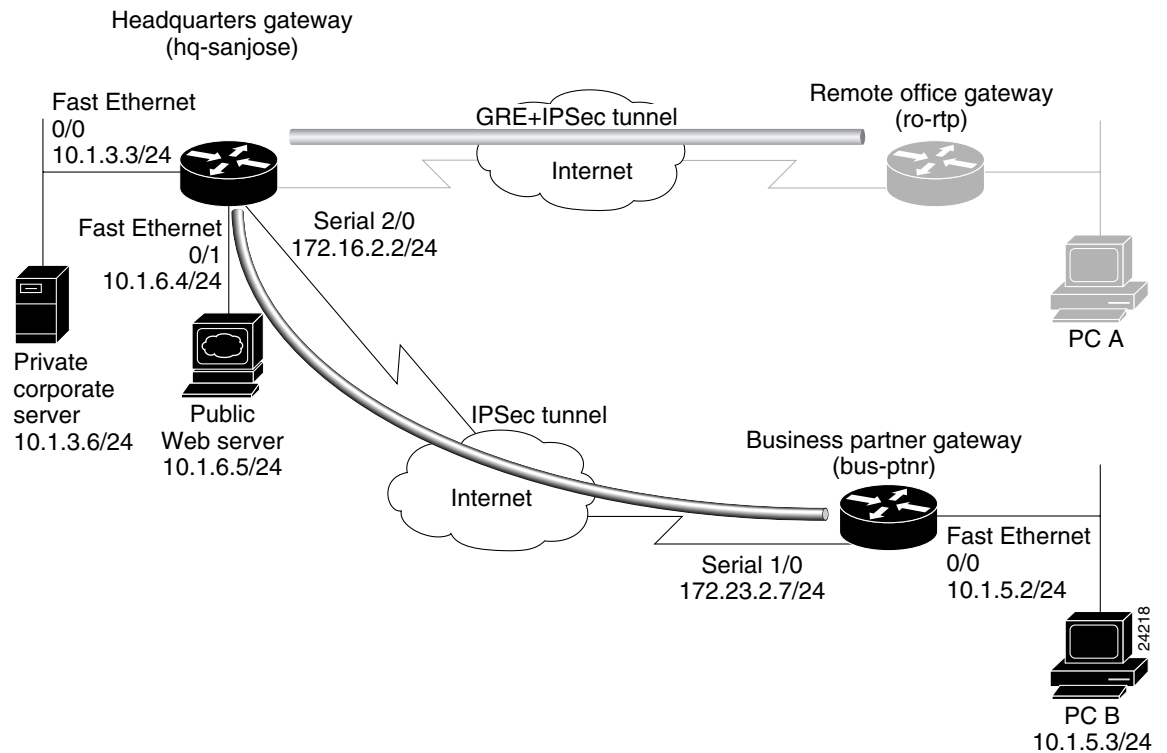 Headquarters gateway
(hq-sanjose)
Fast Ethernet
0/0
10.1.3.3/24
GRE+IPSec tunnel
Internet
Remote office gateway
(ro-rtp)
Serial 2/0
172.16.2.2/24
Fast Ethernet
0/1
10.1.6.4/24
PC A
Private
corporate
server
10.1.3.6/24
Public
Web server
10.1.6.5/24
IPSec tunnel
Internet
Business partner gateway
(bus-ptnr)
Serial 1/0
172.23.2.7/24
Fast Ethernet
0/0
10.1.5.2/24
24218
PC B
10.1.5.3/24